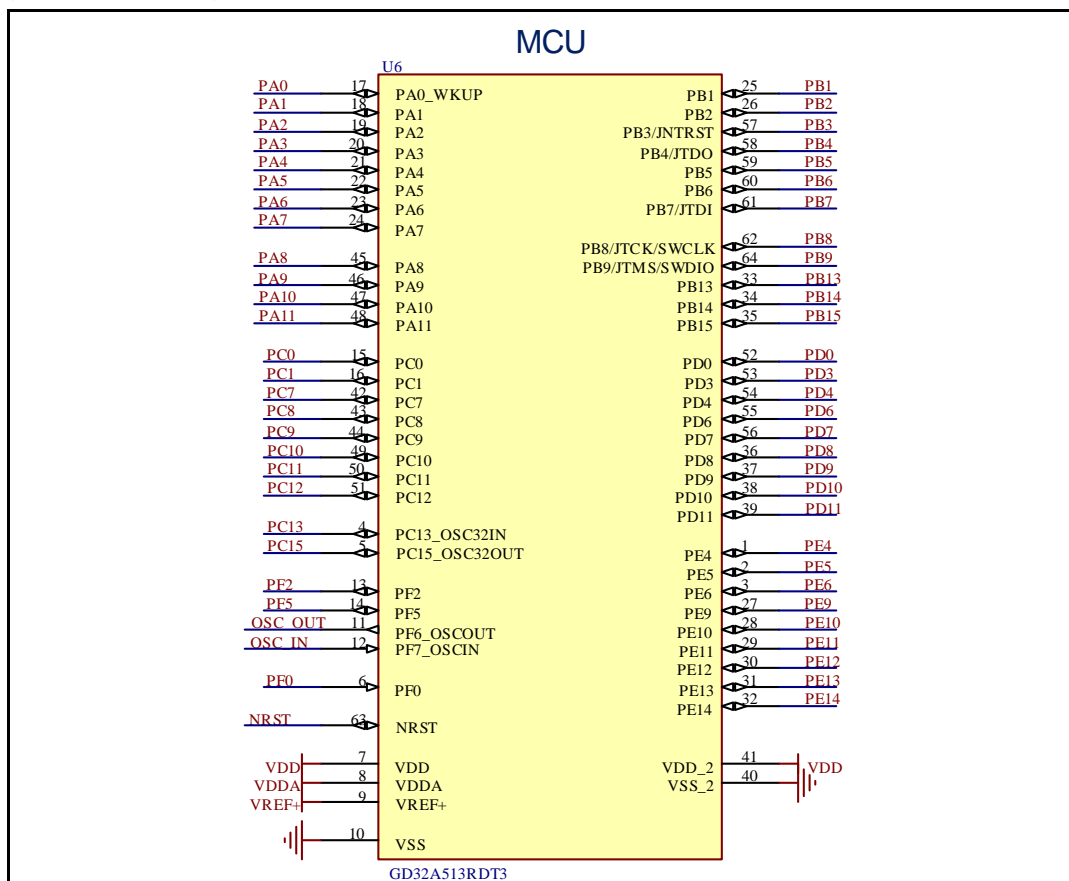 MCU
U6
PA0 17 PA0_WKUP PB1 25 PB1
PA1 18 PA1 PB2 26 PB2
PA2 19 PA2 PB3/JNTRST 57 PB3
PA3 20 PA3 PB4/JTDO 58 PB4
PA4 21 PA4 PB5 59 PB5
PA5 22 PA5 PB6 60 PB6
PA6 23 PA6 PB7/JTDI 61 PB7
PA7 24 PA7
PB8/JTCK/SWCLK 62 PB8
PA8 45 PA8 PB9/JTMS/SWDIO 64 PB9
PA9 46 PA9 PB13 33 PB13
PA10 47 PA10 PB14 34 PB14
PA11 48 PA11 PB15 35 PB15
PC0 15 PC0 PD0 52 PD0
PC1 16 PC1 PD3 53 PD3
PC7 42 PC7 PD4 54 PD4
PC8 43 PC8 PD6 55 PD6
PC9 44 PC9 PD7 56 PD7
PC10 49 PC10 PD8 36 PD8
PC11 50 PC11 PD9 37 PD9
PC12 51 PC12 PD10 38 PD10
PD11 39 PD11
PC13 4 PC13_OSC32IN
PC15 5 PC15_OSC32OUT PE4 1 PE4
PE5 2 PE5
PF2 13 PF2 PE6 3 PE6
PF5 14 PF5 PE9 27 PE9
OSC_OUT 11 PF6_OSCOUT PE10 28 PE10
OSC_IN 12 PF7_OSCIN PE11 29 PE11
PE12 30 PE12
PF0 6 PF0 PE13 31 PE13
PE14 32 PE14
NRST 63 NRST
VDD 7 VDD VDD_2 41 VDD
VDDA 8 VDDA VSS_2 40
VREF+ 9 VREF+
10 VSS
GD32A513RDT3